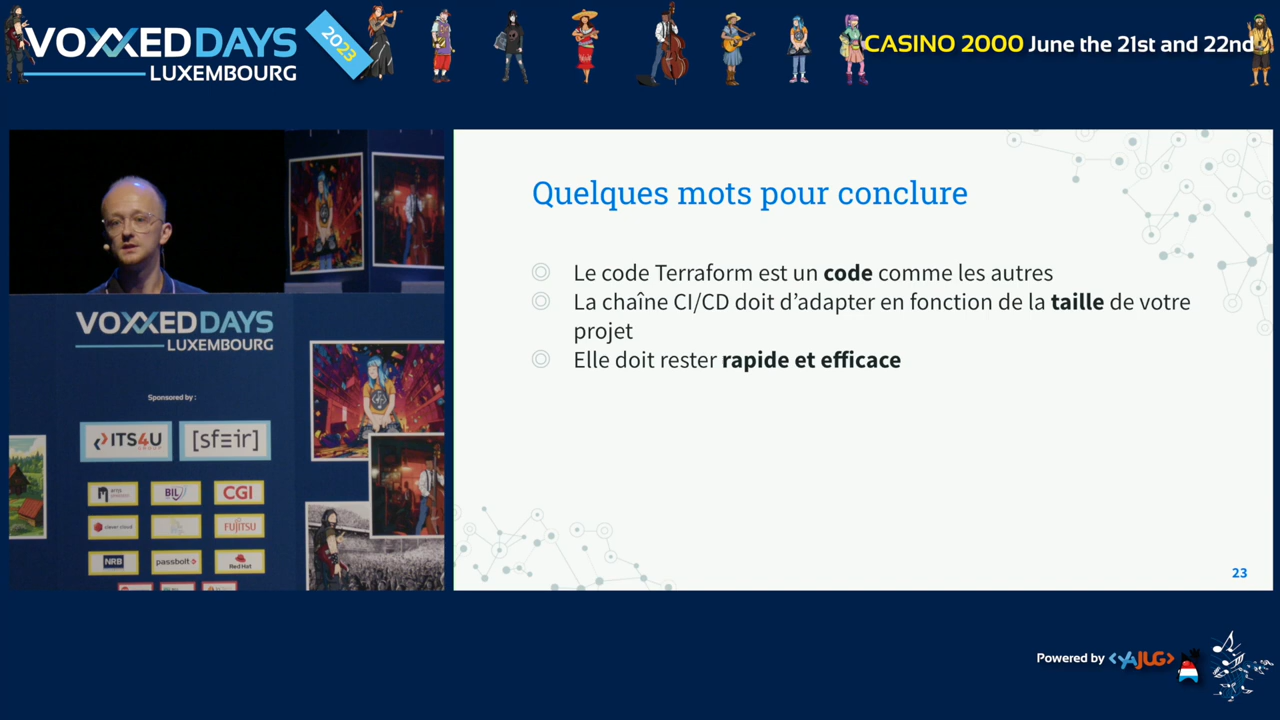 VOXXED DAYS
LUXEMBOURG
2023
CASINO 2000 June the 21st and 22nd
VOXXED DAYS
LUXEMBOURG
Sponsored by :
ITS4U
GROUP
[sfeir]
BIL
CGI
clever cloud
FUJITSU
NRB
passbolt
Red Hat
Quelques mots pour conclure
Le code Terraform est un code comme les autres
La chaîne CI/CD doit d’adapter en fonction de la taille de votre
projet
Elle doit rester rapide et efficace
23
Powered by <YAJUG>